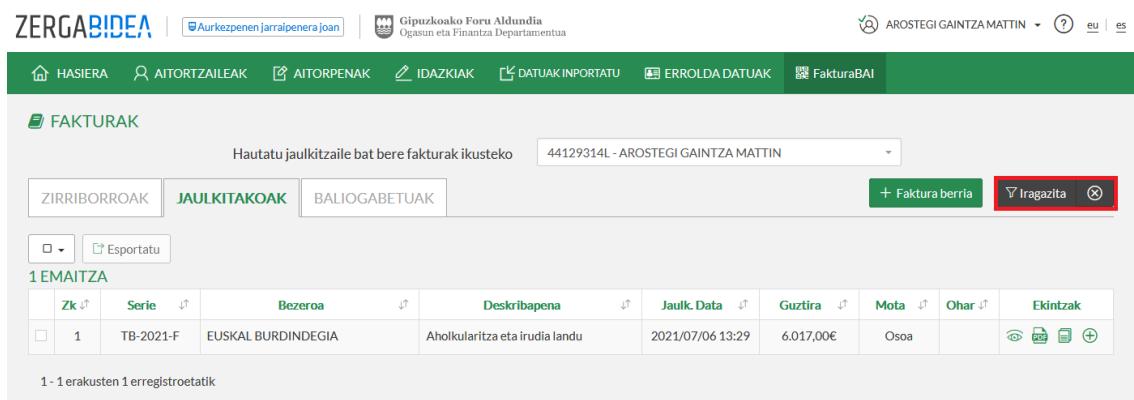 ZERGABIDEA Aurkezpenen jarraipenera joan Gipuzkoako Foru Aldundia AROSTEGI GAINTZA MATTIN ? eu | es
Ogasun eta Finantza Departamentua
HASIERA AITORTZAILEAK AITORPENAK IDAZKIAK DATUAK INPORTATU ERROLDA DATUAK FakturaBAI
FAKTURAK
Hautatu jaulkitzaile bat bere fakturak ikusteko 44129314L - AROSTEGI GAINTZA MATTIN
ZIRRIBORROAK JAULKITAKOAK BALIOGABETUAK + Faktura berria Iragazita
Esportatu
1 EMAITZA
Zk Serie Bezeroa Deskribapena Jaulk. Data Guztira Mota Ohar Ekintzak
1 TB-2021-F EUSKAL BURDINDEGIA Aholkularitza eta irudia landu 2021/07/06 13:29 6.017,00€ Osoa PDF
1 - 1 erakusten 1 erregistroetatik